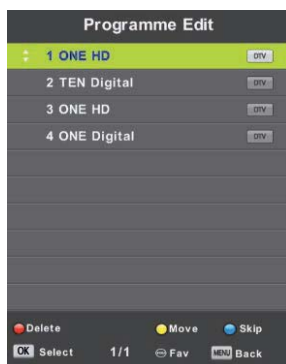 Programme Edit
1 ONE HD DTV
2 TEN Digital DTV
3 ONE HD DTV
4 ONE Digital DTV
Delete Move Skip
OK Select 1/1 Fav MENU Back